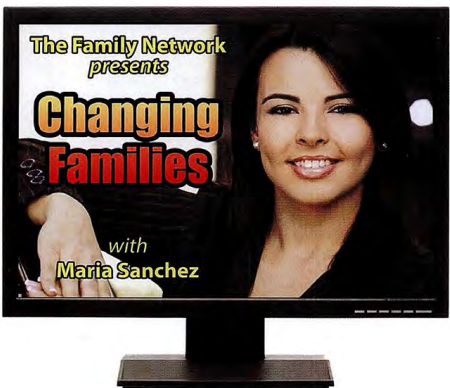 The Family Network
presents
Changing
Families
with
Maria Sanchez